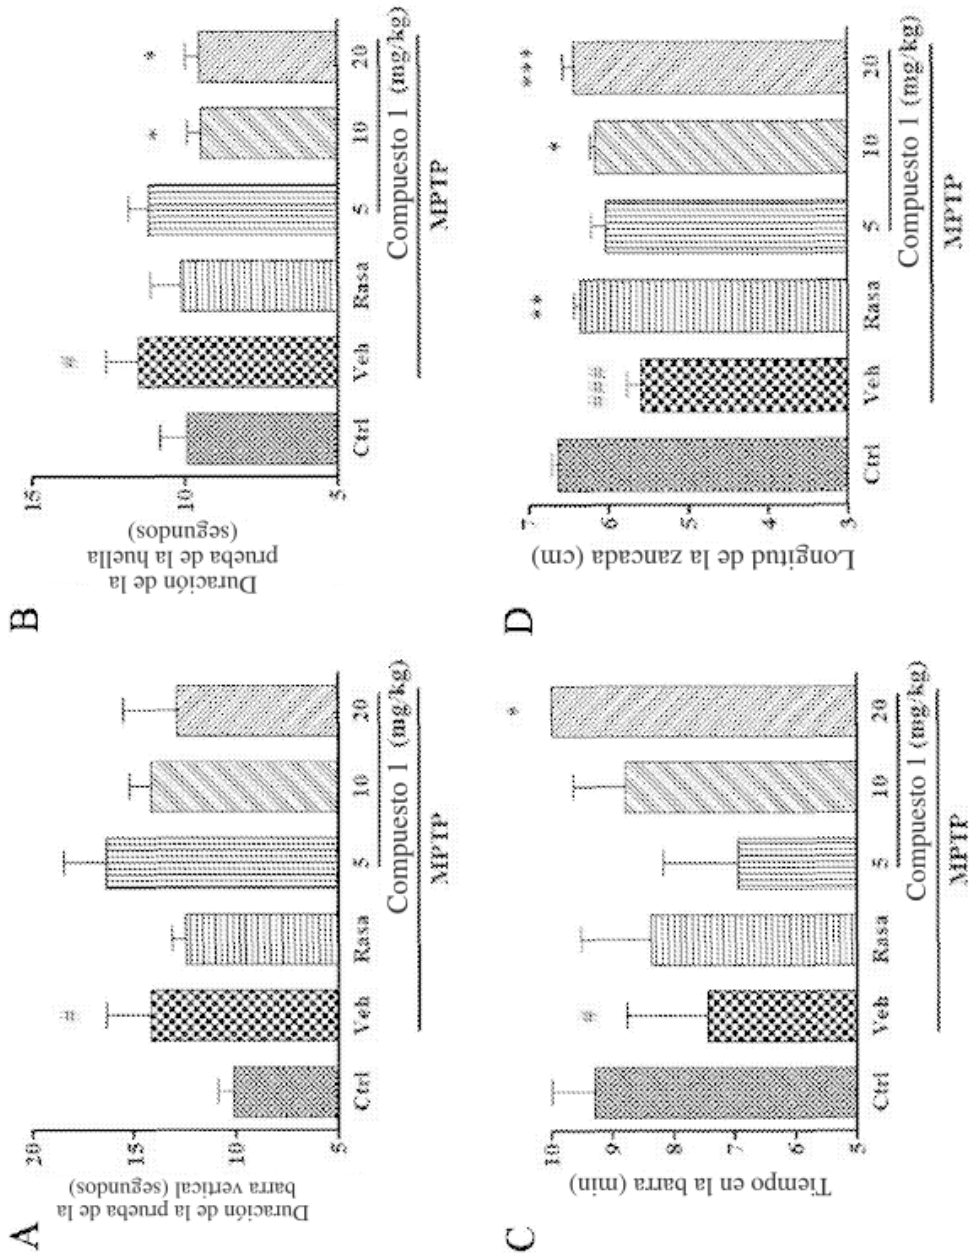 A
Duración de la prueba de la
barra vertical (segundos)
20
15
10
5
#
Ctrl
Veh
Rasa
5
10
20
Compuesto 1 (mg/kg)
MPTP
B
Duración de la
prueba de la huella
(segundos)
15
10
5
#
*
*
Ctrl
Veh
Rasa
5
10
20
Compuesto 1 (mg/kg)
MPTP
C
Tiempo en la barra (min)
10
9
8
7
6
5
#
*
Ctrl
Veh
Rasa
5
10
20
Compuesto 1 (mg/kg)
MPTP
D
Longitud de la zancada (cm)
7
6
5
4
3
###
**
*
***
Ctrl
Veh
Rasa
5
10
20
Compuesto 1 (mg/kg)
MPTP